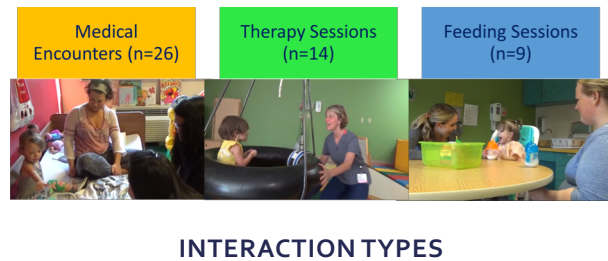 Medical
Encounters (n=26)
Therapy Sessions
(n=14)
Feeding Sessions
(n=9)
INTERACTION TYPES